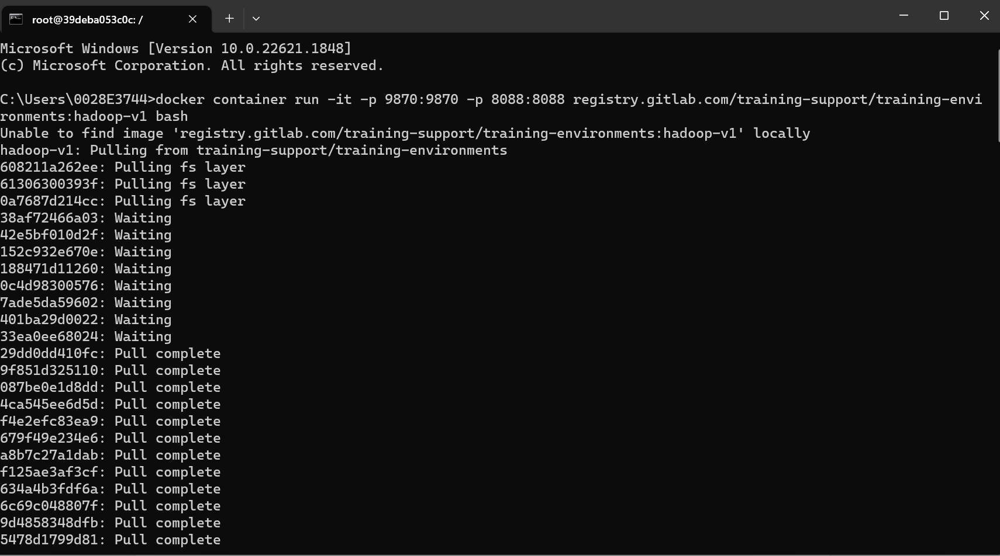 root@39deba053c0c: /
Microsoft Windows [Version 10.0.22621.1848]
(c) Microsoft Corporation. All rights reserved.
C:\Users\0028E3744>docker container run -it -p 9870:9870 -p 8088:8088 registry.gitlab.com/training-support/training-envi
ronments:hadoop-v1 bash
Unable to find image 'registry.gitlab.com/training-support/training-environments:hadoop-v1' locally
hadoop-v1: Pulling from training-support/training-environments
608211a262ee: Pulling fs layer
61306300393f: Pulling fs layer
0a7687d214cc: Pulling fs layer
38af72466a03: Waiting
42e5bf010d2f: Waiting
152c932e670e: Waiting
188471d11260: Waiting
0c4d98300576: Waiting
7ade5da59602: Waiting
401ba29d0022: Waiting
33ea0ee68024: Waiting
29dd0dd410fc: Pull complete
9f851d325110: Pull complete
087be0e1d8dd: Pull complete
4ca545ee6d5d: Pull complete
f4e2efc83ea9: Pull complete
679f49e234e6: Pull complete
a8b7c27a1dab: Pull complete
f125ae3af3cf: Pull complete
634a4b3fdf6a: Pull complete
6c69c048807f: Pull complete
9d4858348dfb: Pull complete
5478d1799d81: Pull complete